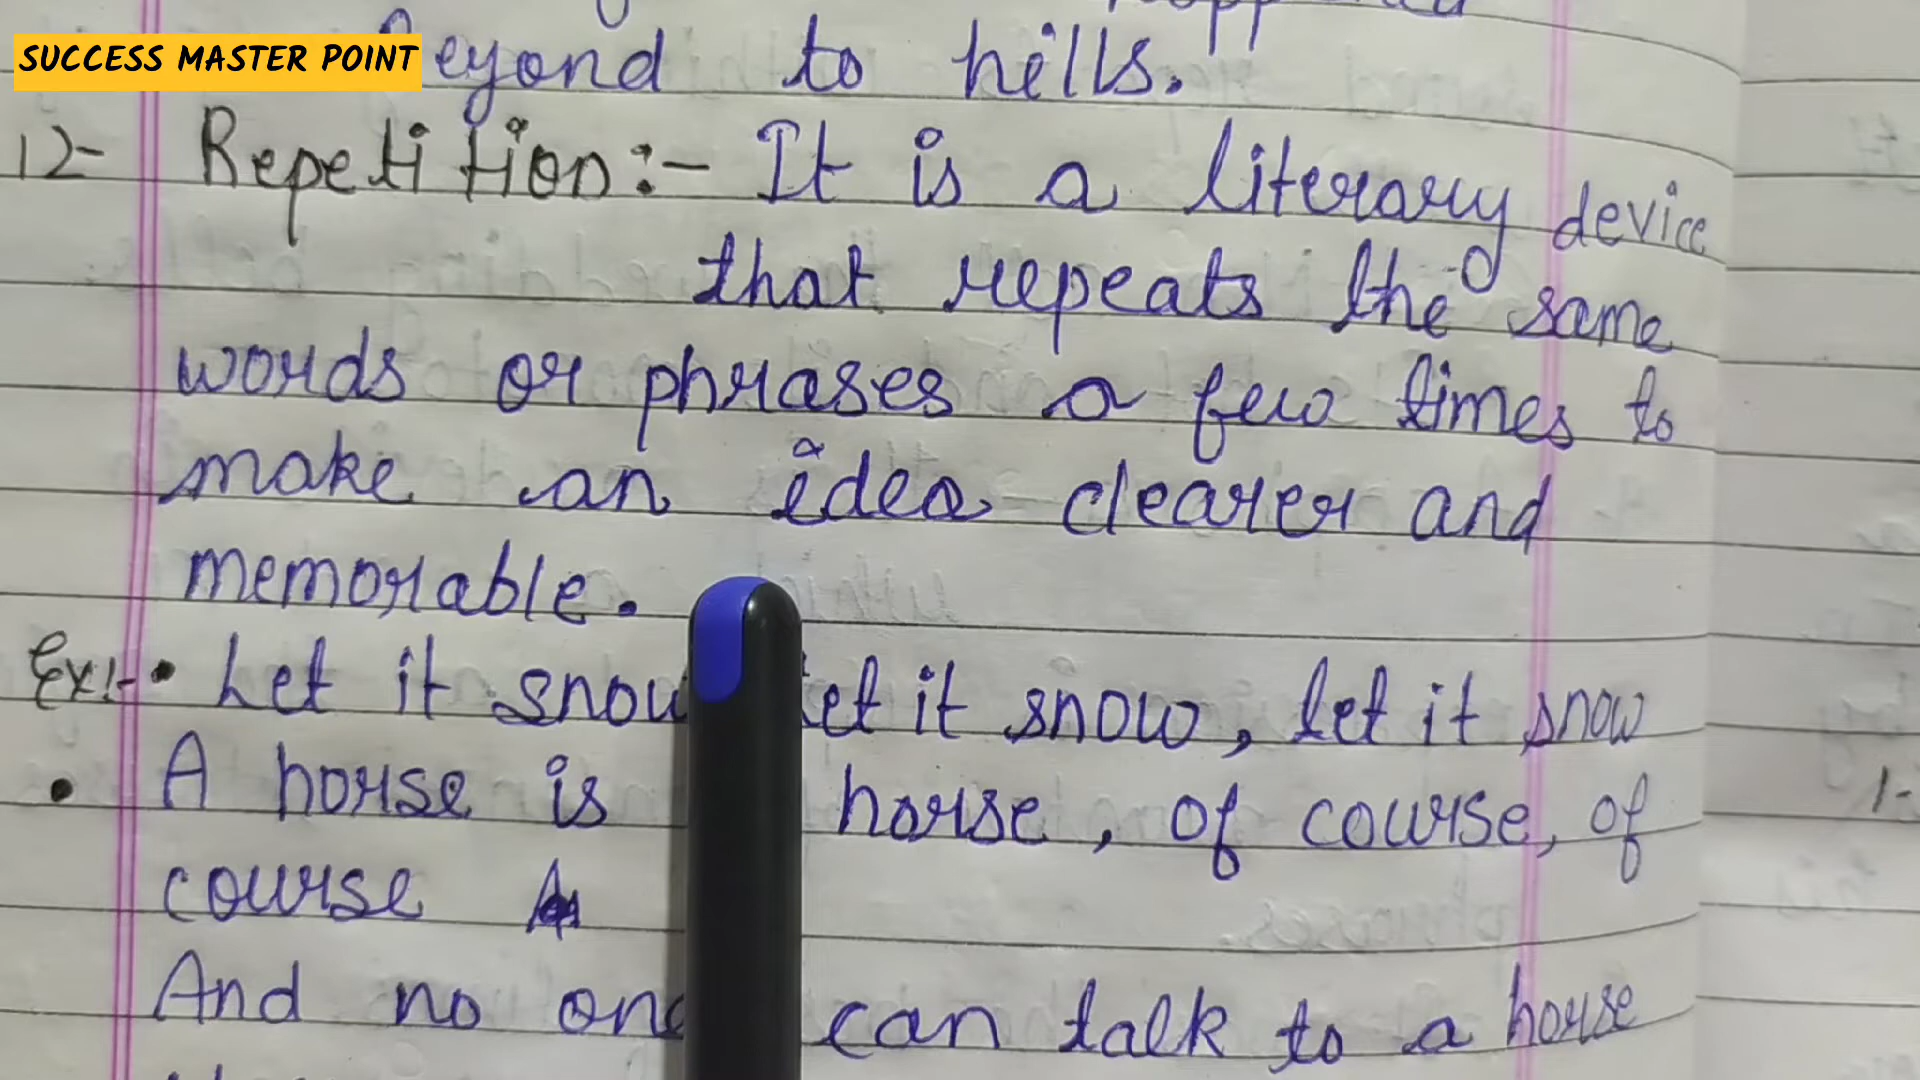 SUCCESS MASTER POINT
eyond to hills.
12- Repetition:- It is a literary device
that repeats the same
words or phrases a few times to
make an idea clearer and
memorable.
Ex:- • Let it snow let it snow, let it snow
• A horse is horse, of course, of
course
And no one can talk to a horse
1-